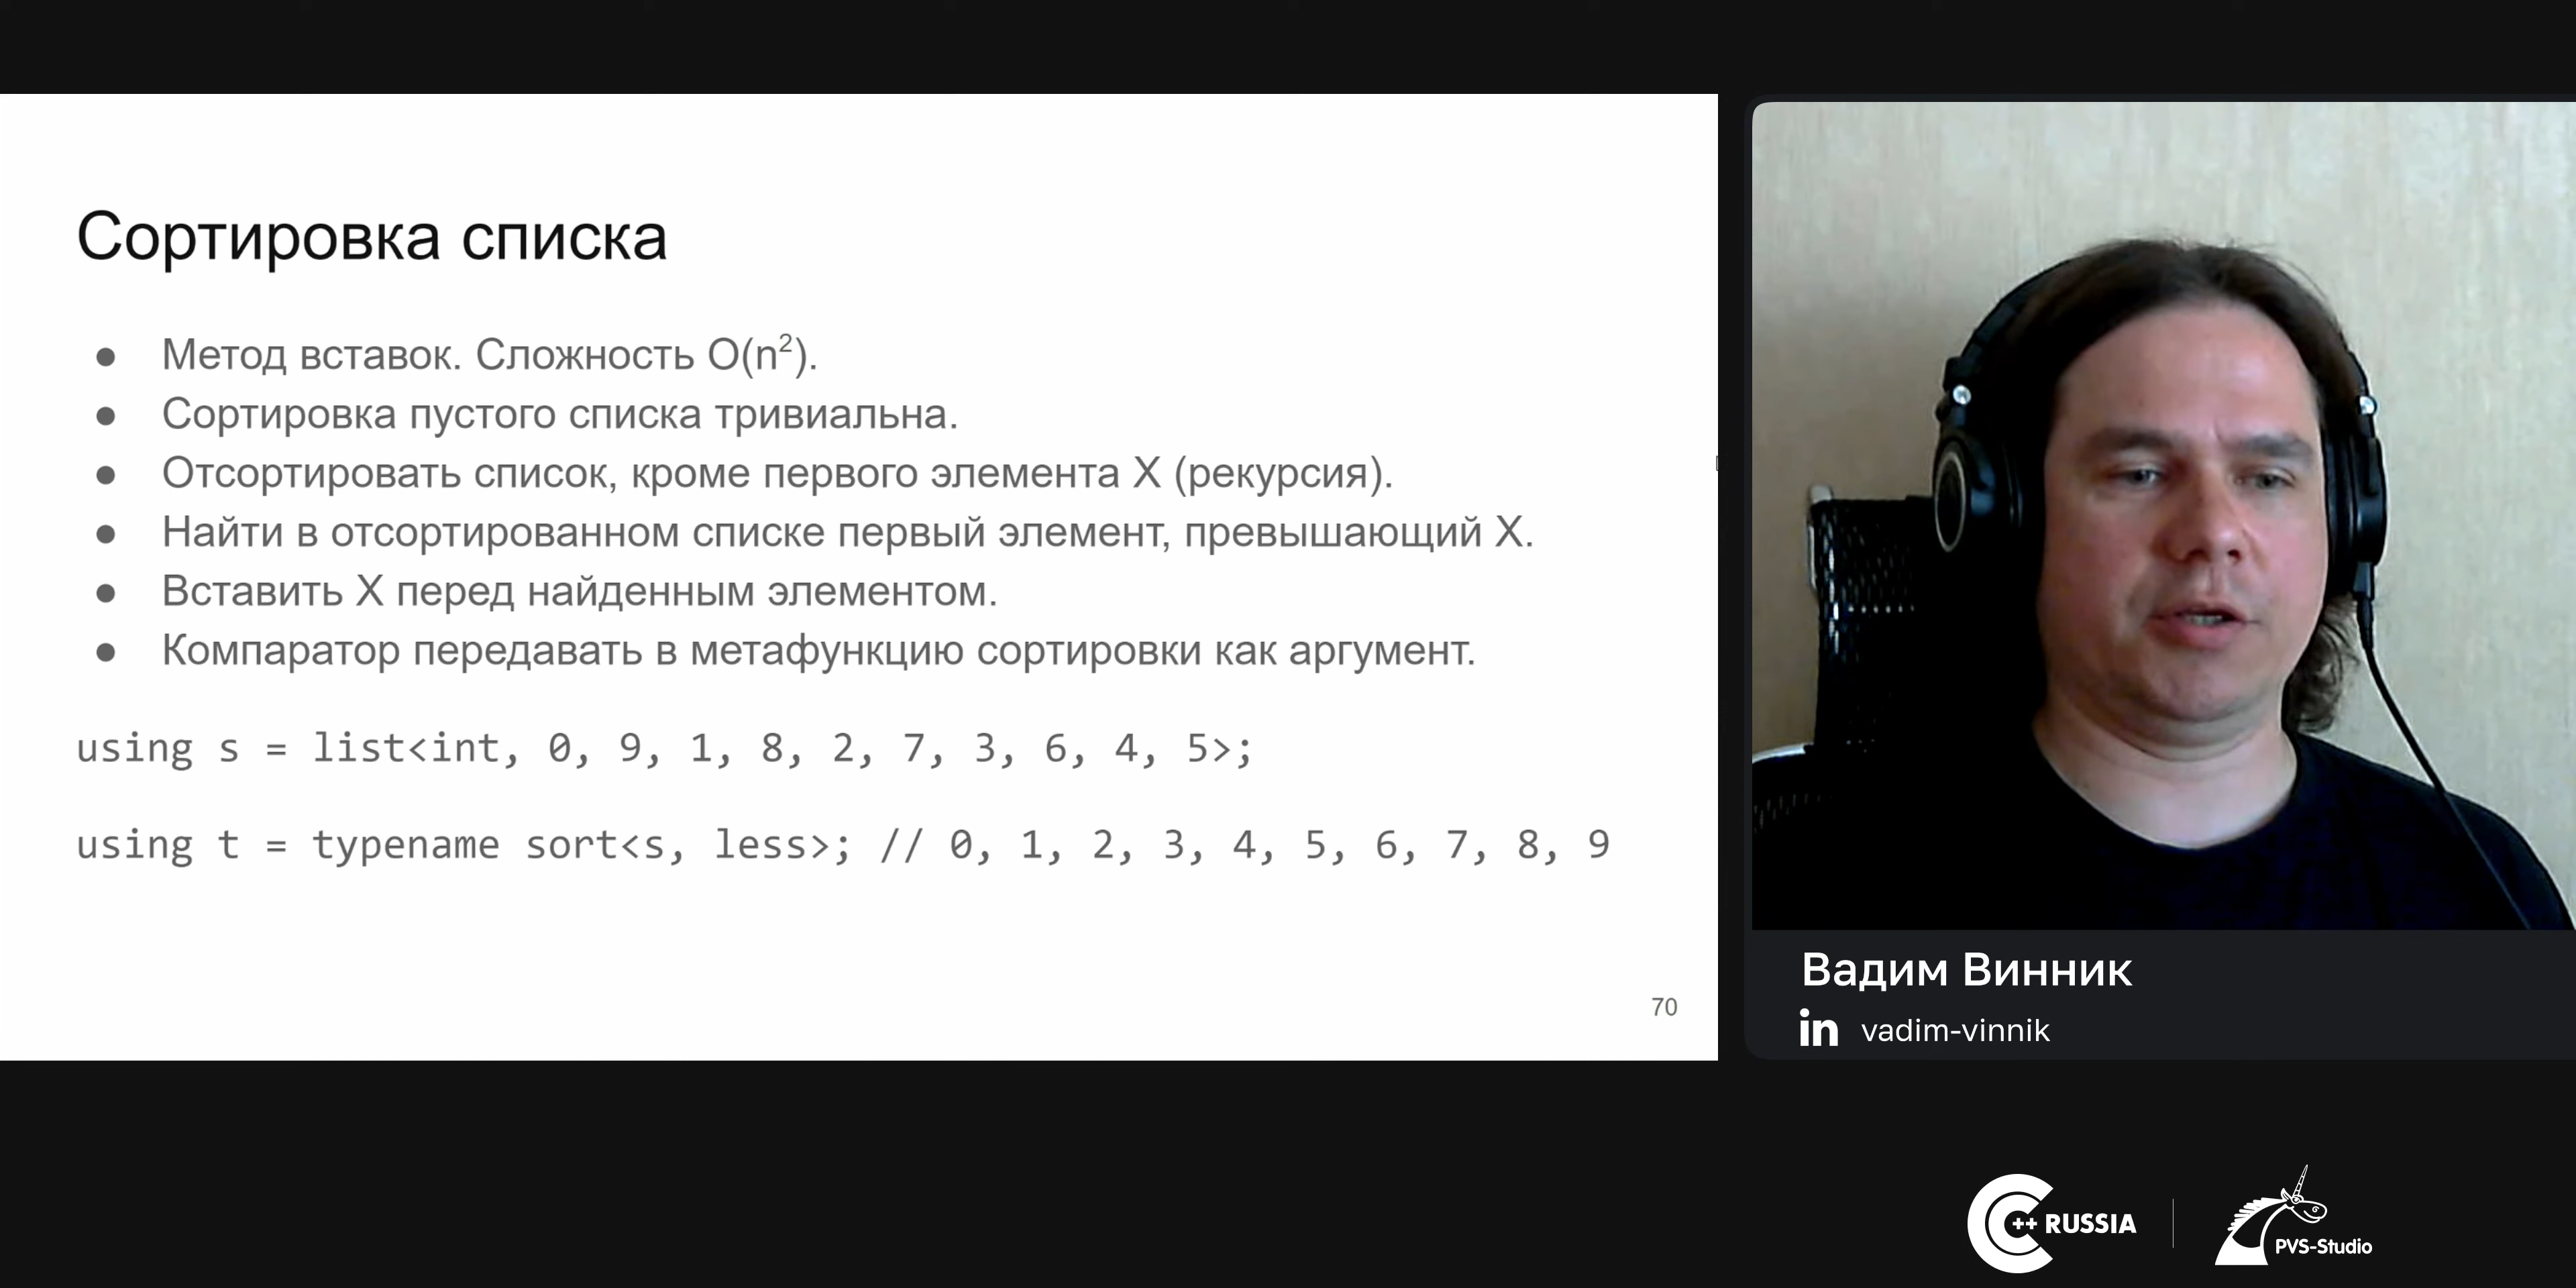 Сортировка списка
● Метод вставок. Сложность O(n²).
● Сортировка пустого списка тривиальна.
● Отсортировать список, кроме первого элемента X (рекурсия).
● Найти в отсортированном списке первый элемент, превышающий X.
● Вставить X перед найденным элементом.
● Компаратор передавать в метафункцию сортировки как аргумент.
using s = list<int, 0, 9, 1, 8, 2, 7, 3, 6, 4, 5>;
using t = typename sort<s, less>; // 0, 1, 2, 3, 4, 5, 6, 7, 8, 9
70
Вадим Винник
in vadim-vinnik
C++ RUSSIA
PVS-Studio